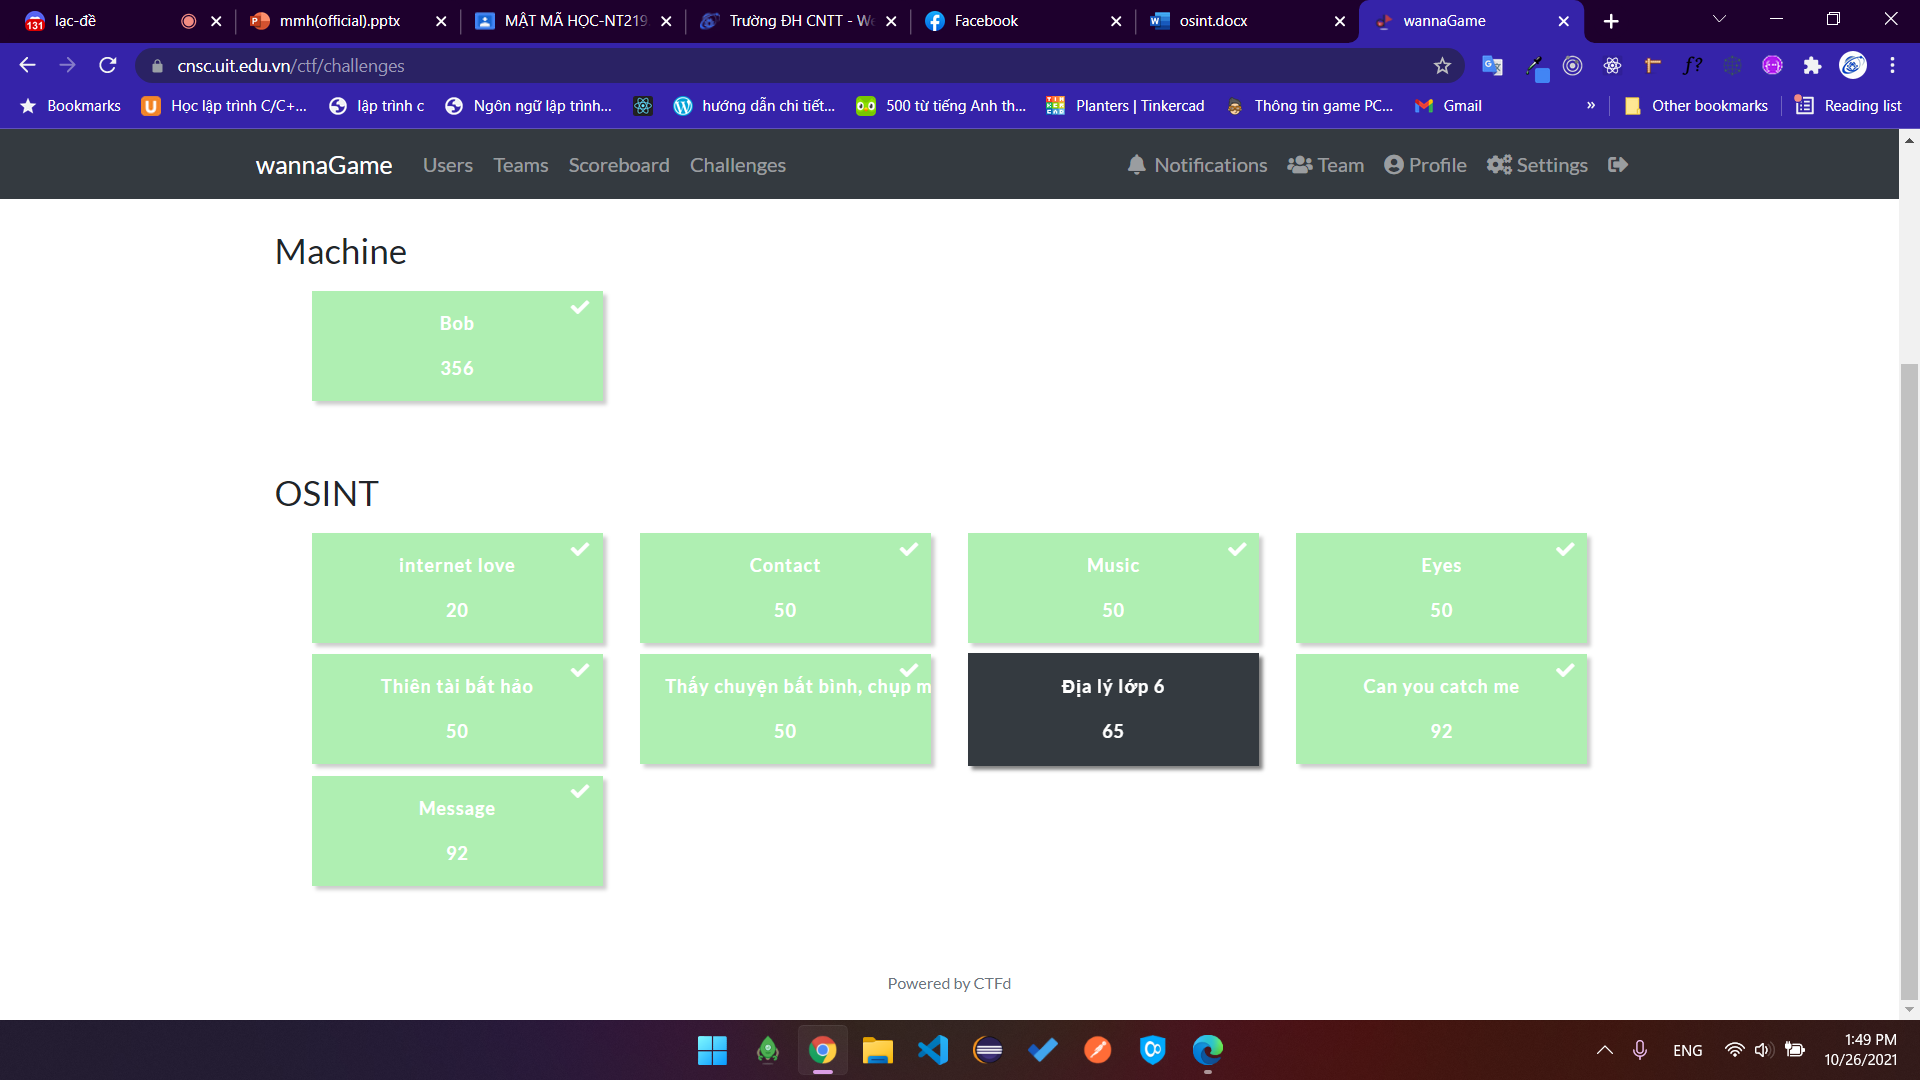 131 lạc-đề
mmh(official).pptx
MẬT MÃ HỌC-NT219
Trường ĐH CNTT - We
Facebook
osint.docx
wannaGame
cnsc.uit.edu.vn/ctf/challenges
Bookmarks
Học lập trình C/C+...
lập trình c
Ngôn ngữ lập trình...
hướng dẫn chi tiết...
500 từ tiếng Anh th...
Planters | Tinkercad
Thông tin game PC...
Gmail
»
Other bookmarks
Reading list
wannaGame Users Teams Scoreboard Challenges Notifications Team Profile Settings
Machine
Bob
356
OSINT
internet love
20
Contact
50
Music
50
Eyes
50
Thiên tài bất hảo
50
Thấy chuyện bất bình, chụp m
50
Địa lý lớp 6
65
Can you catch me
92
Message
92
Powered by CTFd
ENG
1:49 PM
10/26/2021